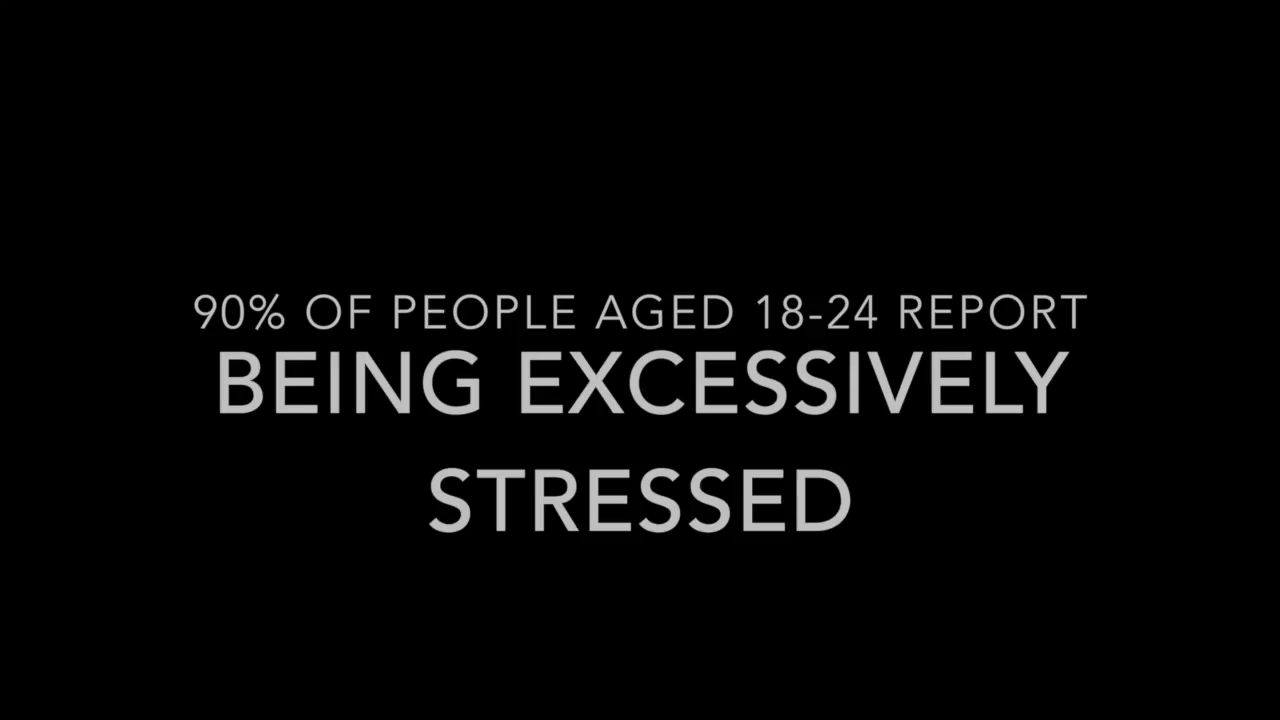 90% OF PEOPLE AGED 18-24 REPORT
BEING EXCESSIVELY
STRESSED